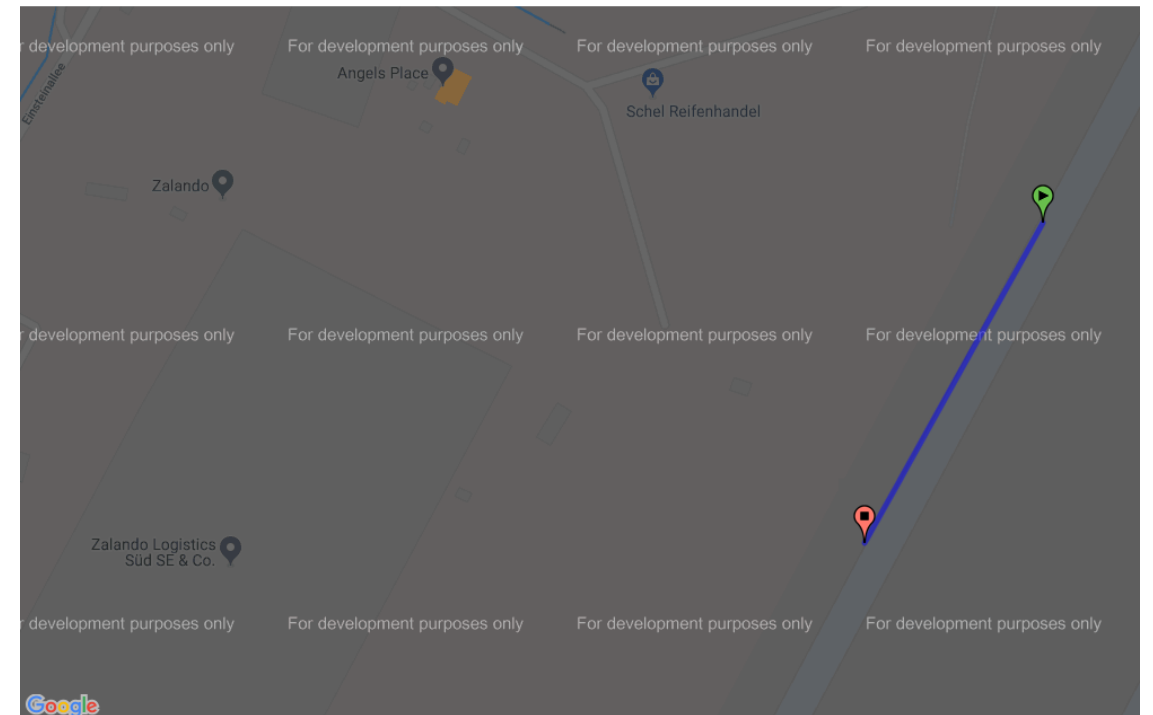 r development purposes only
For development purposes only
For development purposes only
For development purposes only
Angels Place
Einsteinallee
Schel Reifenhandel
Zalando
or development purposes only
For development purposes only
For development purposes only
For development purposes only
Zalando Logistics
Süd SE & Co.
r development purposes only
For development purposes only
For development purposes only
For development purposes only
Google